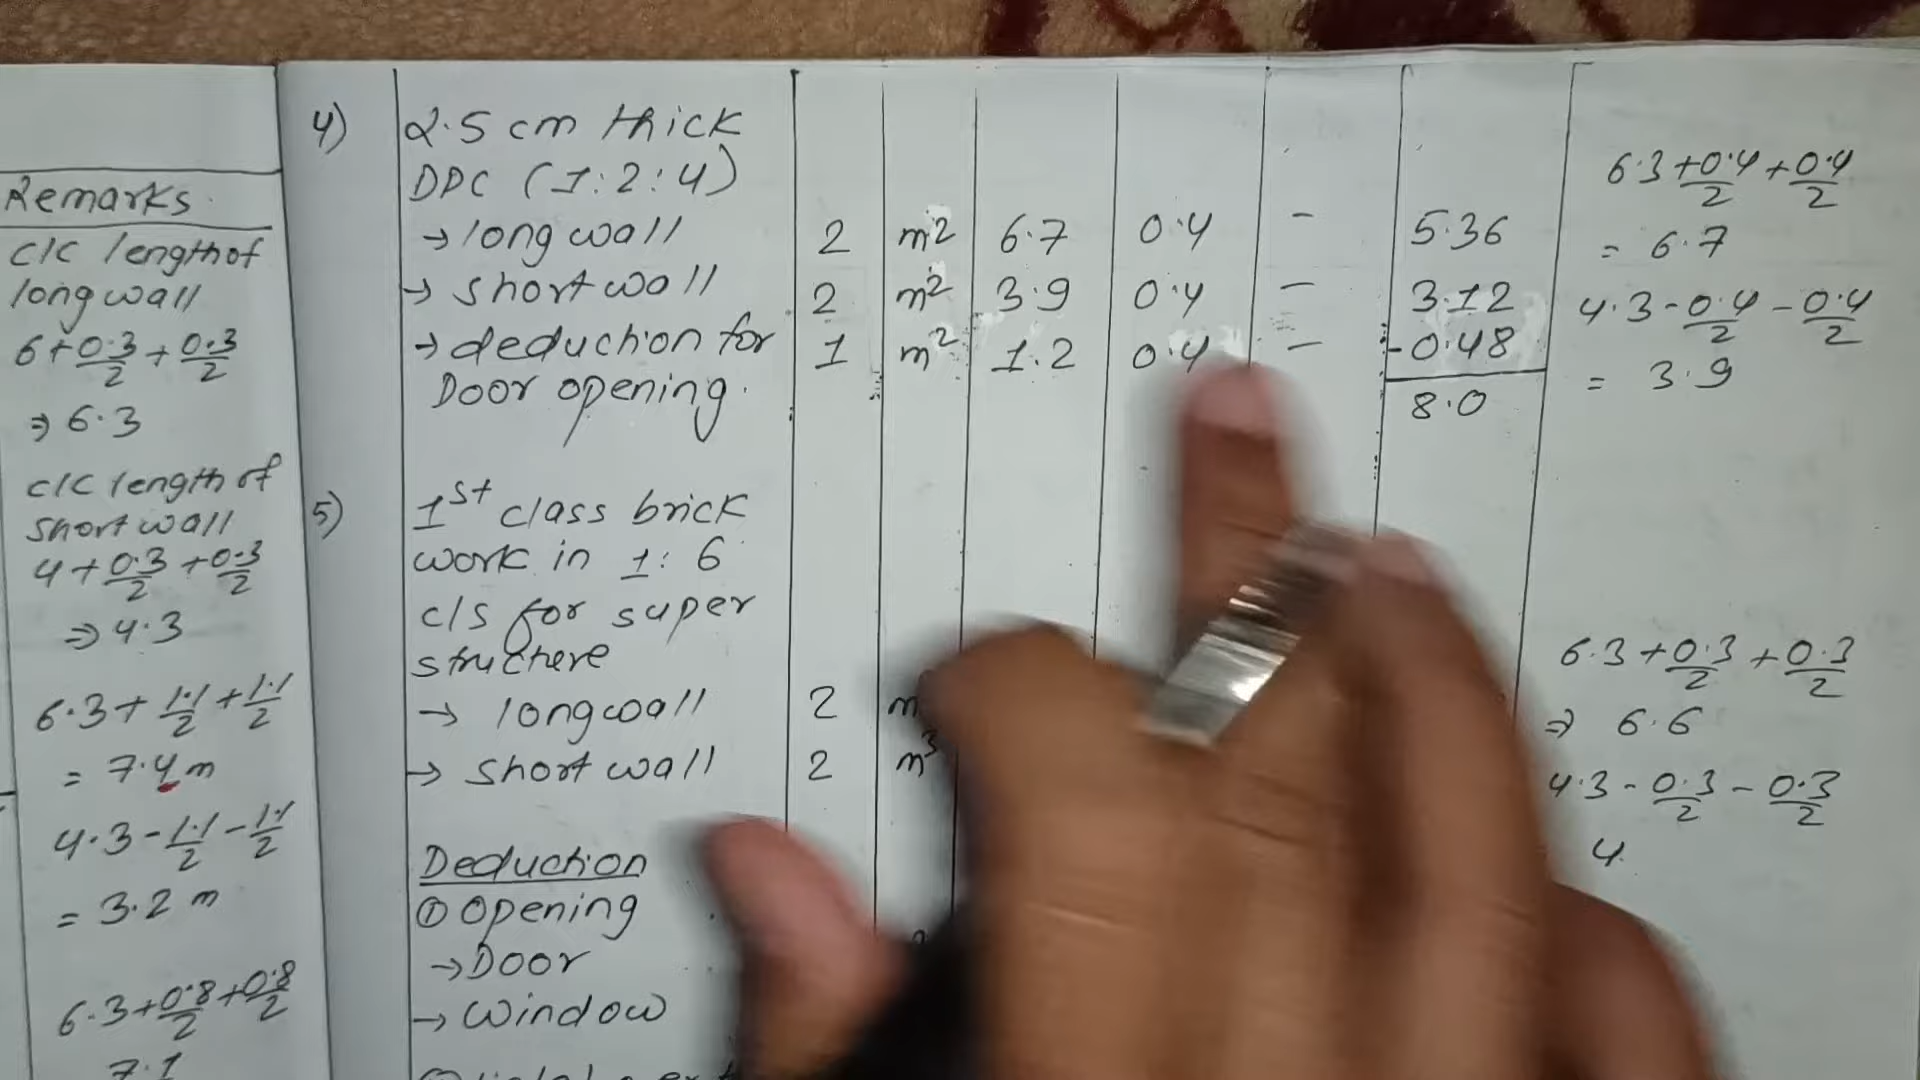 Remarks.
c/c length of
long wall
6+0.3/2+0.3/2
⇒ 6.3
c/c length of
short wall
4+0.3/2+0.3/2
⇒ 4.3
6.3+1.1/2+1.1/2
= 7.4 m
4.3-1.1/2-1.1/2
= 3.2 m
6.3+0.8/2+0.8/2
7.1
4) 2.5 cm thick
DPC (1:2:4)
→ long wall 2 m² 6.7 0.4 – 5.36
→ short wall 2 m² 3.9 0.4 – 3.12
→ deduction for 1 m² 1.2 0.4 – -0.48
Door opening. 8.0
5) 1st class brick
work in 1:6
c/s for super
structere
→ long wall 2 m
→ short wall 2 m³
Deduction
① opening
→ Door
→ window
6.3+0.4/2+0.4/2
= 6.7
4.3-0.4/2-0.4/2
= 3.9
6.3+0.3/2+0.3/2
⇒ 6.6
4.3-0.3/2-0.3/2
4.